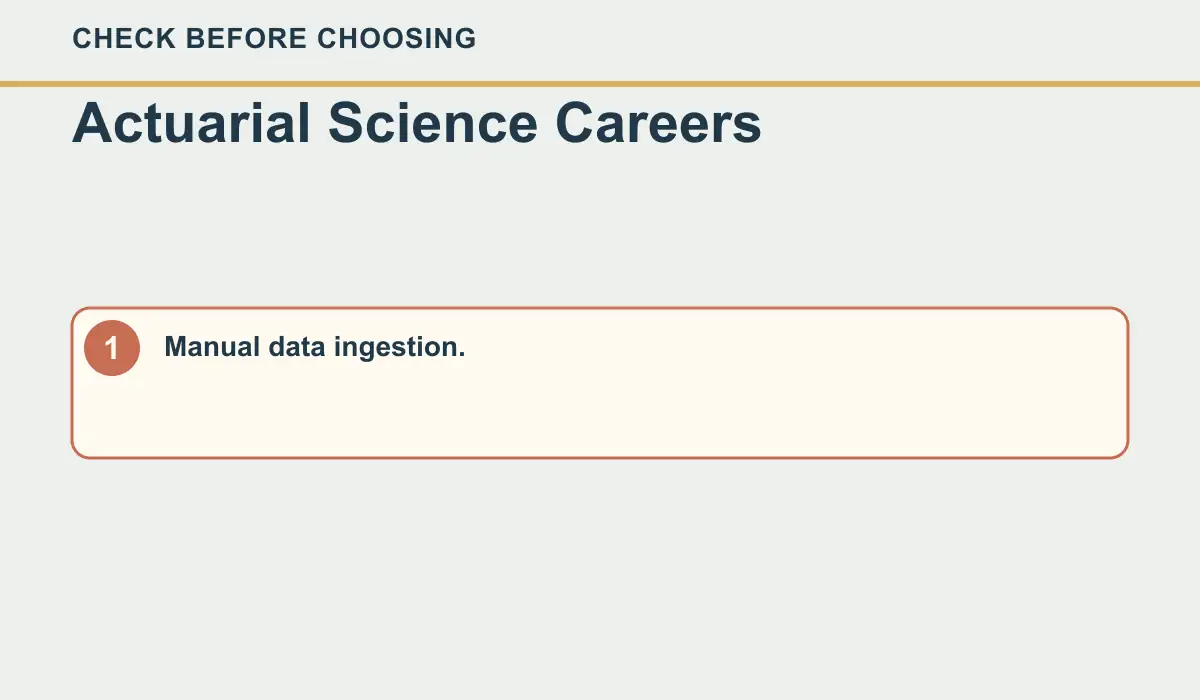 CHECK BEFORE CHOOSING
Actuarial Science Careers
1 Manual data ingestion.